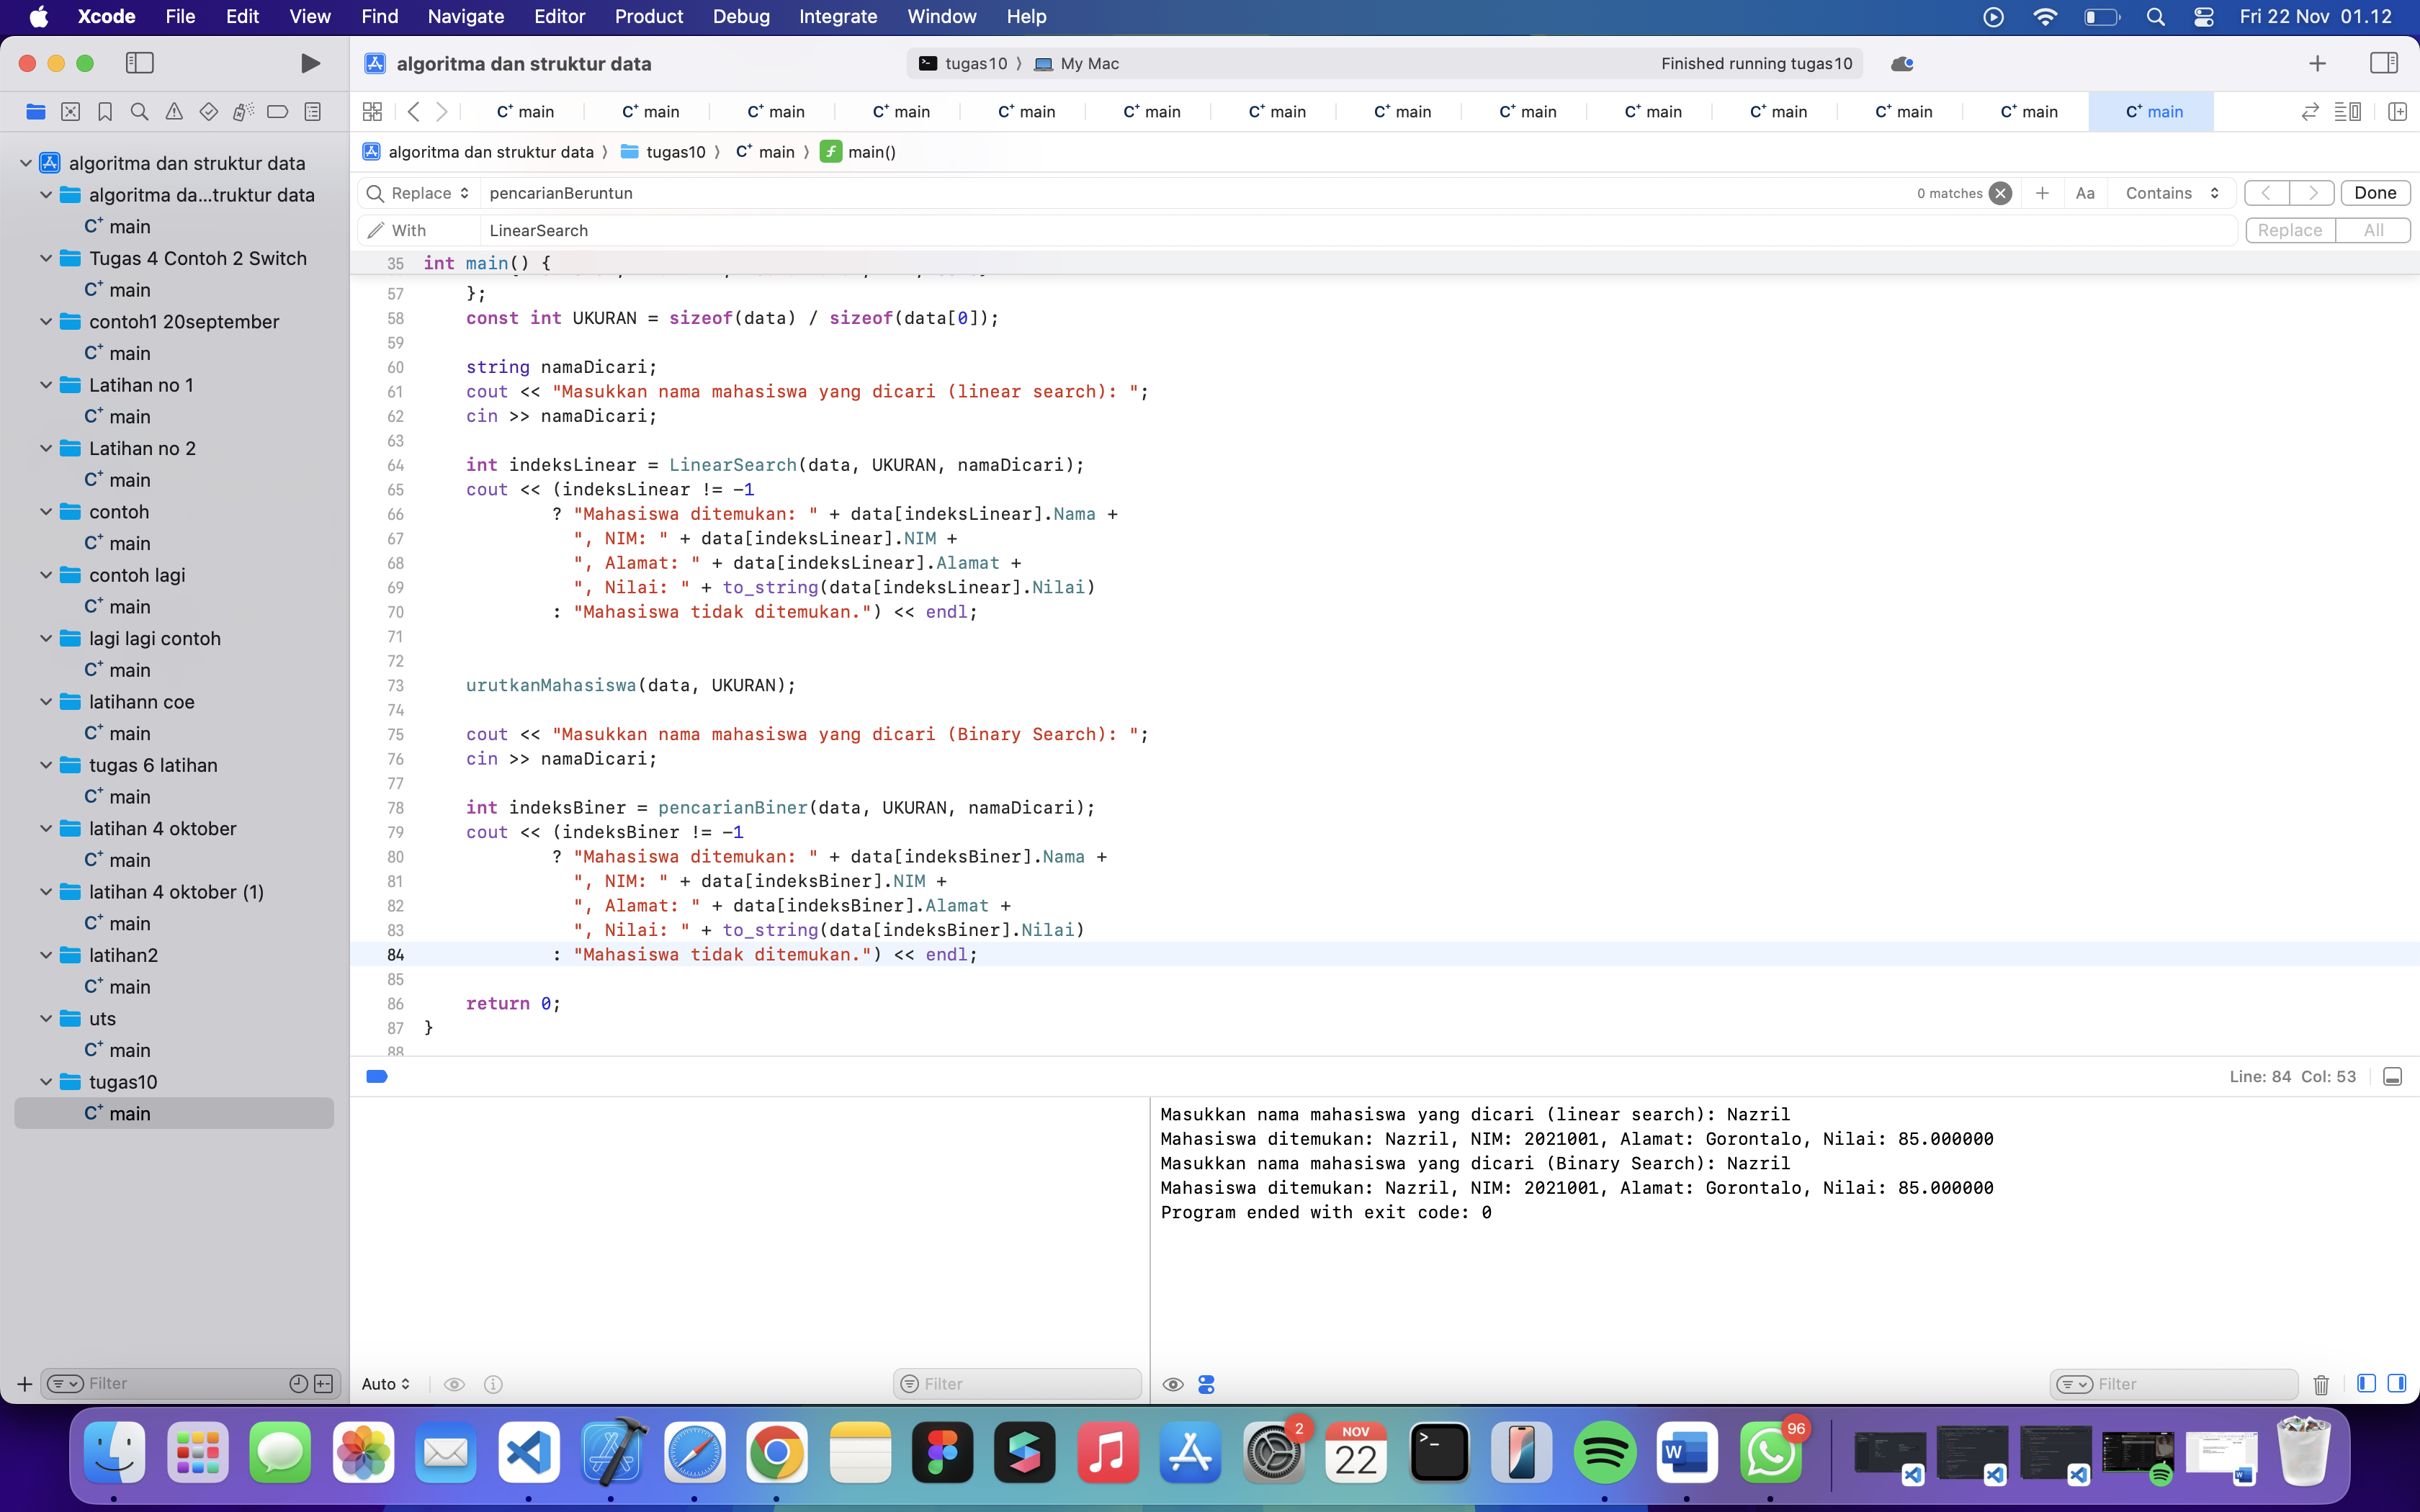 Xcode File Edit View Find Navigate Editor Product Debug Integrate Window Help Fri 22 Nov 01.12
algoritma dan struktur data tugas10 ⟩ My Mac Finished running tugas10
main main main main main main main main main main main main main main
algoritma dan struktur data ⟩ tugas10 ⟩ main ⟩ main()
Replace pencarianBeruntun 0 matches Aa Contains Done
With LinearSearch Replace All
algoritma dan struktur data
algoritma da...truktur data
main
Tugas 4 Contoh 2 Switch
main
contoh1 20september
main
Latihan no 1
main
Latihan no 2
main
contoh
main
contoh lagi
main
lagi lagi contoh
main
latihann coe
main
tugas 6 latihan
main
latihan 4 oktober
main
latihan 4 oktober (1)
main
latihan2
main
uts
main
tugas10
main
Filter
35 int main() {
57 };
58 const int UKURAN = sizeof(data) / sizeof(data[0]);
59
60 string namaDicari;
61 cout << "Masukkan nama mahasiswa yang dicari (linear search): ";
62 cin >> namaDicari;
63
64 int indeksLinear = LinearSearch(data, UKURAN, namaDicari);
65 cout << (indeksLinear != -1
66 ? "Mahasiswa ditemukan: " + data[indeksLinear].Nama +
67 ", NIM: " + data[indeksLinear].NIM +
68 ", Alamat: " + data[indeksLinear].Alamat +
69 ", Nilai: " + to_string(data[indeksLinear].Nilai)
70 : "Mahasiswa tidak ditemukan.") << endl;
71
72
73 urutkanMahasiswa(data, UKURAN);
74
75 cout << "Masukkan nama mahasiswa yang dicari (Binary Search): ";
76 cin >> namaDicari;
77
78 int indeksBiner = pencarianBiner(data, UKURAN, namaDicari);
79 cout << (indeksBiner != -1
80 ? "Mahasiswa ditemukan: " + data[indeksBiner].Nama +
81 ", NIM: " + data[indeksBiner].NIM +
82 ", Alamat: " + data[indeksBiner].Alamat +
83 ", Nilai: " + to_string(data[indeksBiner].Nilai)
84 : "Mahasiswa tidak ditemukan.") << endl;
85
86 return 0;
87 }
88
Line: 84 Col: 53
Masukkan nama mahasiswa yang dicari (linear search): Nazril
Mahasiswa ditemukan: Nazril, NIM: 2021001, Alamat: Gorontalo, Nilai: 85.000000
Masukkan nama mahasiswa yang dicari (Binary Search): Nazril
Mahasiswa ditemukan: Nazril, NIM: 2021001, Alamat: Gorontalo, Nilai: 85.000000
Program ended with exit code: 0
Auto Filter Filter
2 NOV 22 96